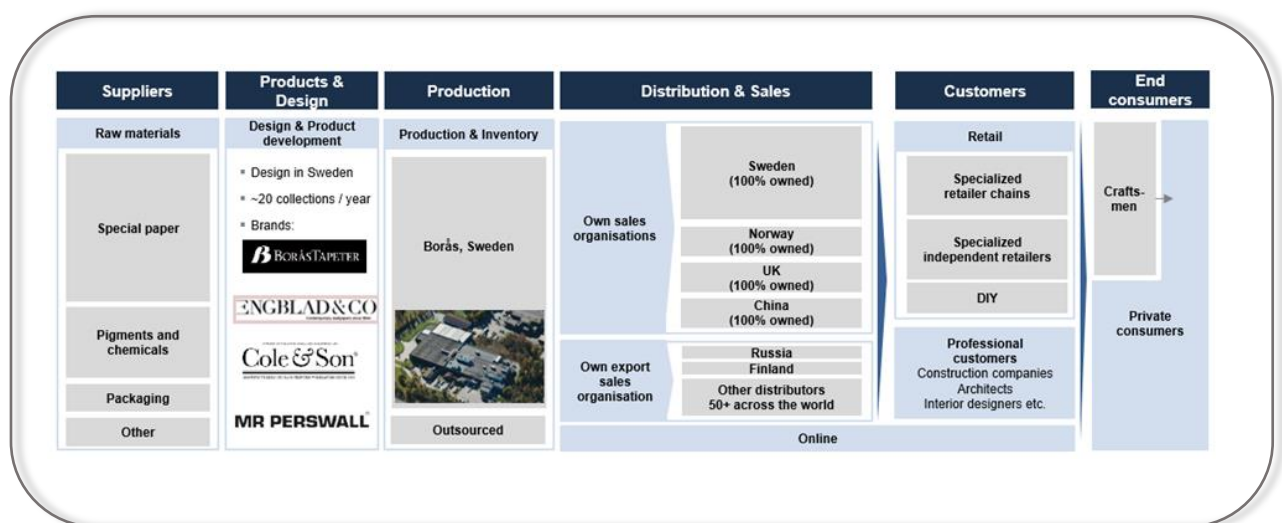 Suppliers
Raw materials
Special paper
Pigments and
chemicals
Packaging
Other
Products &
Design
Design & Product
development
▪ Design in Sweden
▪ ~20 collections / year
▪ Brands:
BORÅSTAPETER
ENGBLAD & CO
Cole & Son®
MR PERSWALL®
Production
Production & Inventory
Borås, Sweden
Outsourced
Distribution & Sales
Own sales
organisations
Sweden
(100% owned)
Norway
(100% owned)
UK
(100% owned)
China
(100% owned)
Own export
sales
organisation
Russia
Finland
Other distributors
50+ across the world
Online
Customers
Retail
Specialized
retailer chains
Specialized
independent retailers
DIY
Professional
customers
Construction companies
Architects
Interior designers etc.
End
consumers
Crafts-
men
Private
consumers